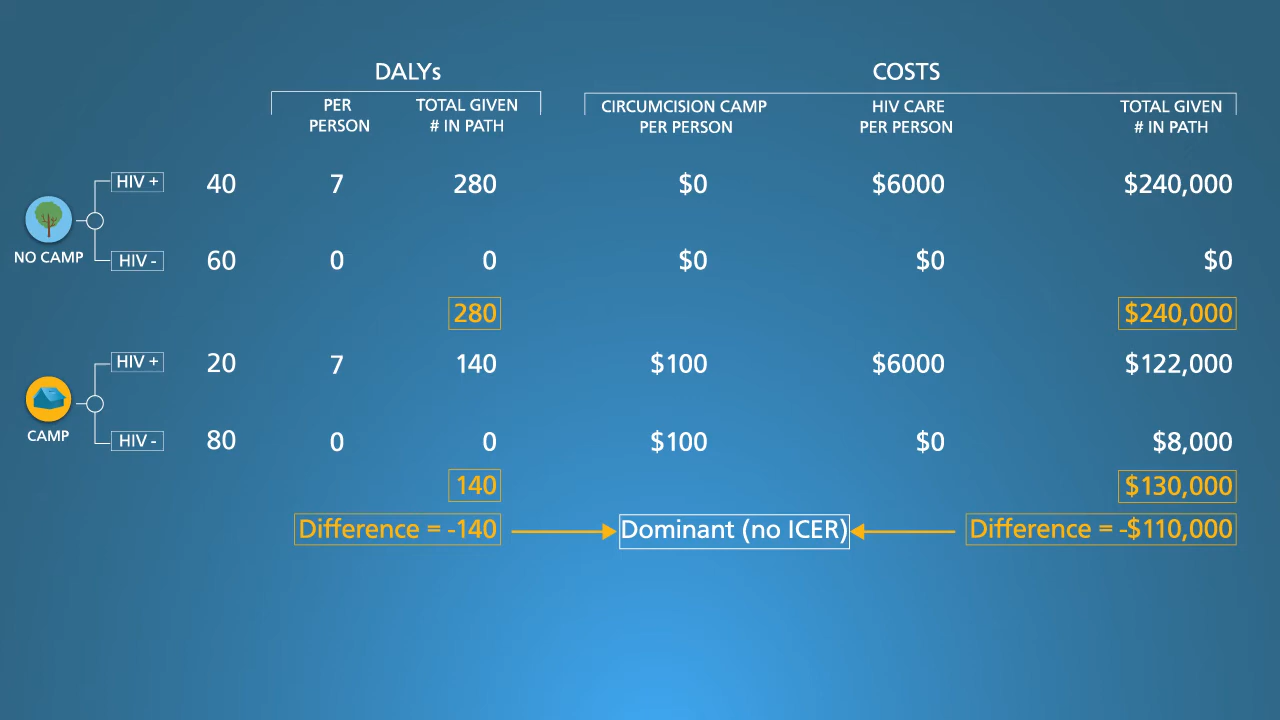 DALYs COSTS
PER TOTAL GIVEN CIRCUMCISION CAMP HIV CARE TOTAL GIVEN
PERSON # IN PATH PER PERSON PER PERSON # IN PATH
HIV + 40 7 280 $0 $6000 $240,000
NO CAMP
HIV - 60 0 0 $0 $0 $0
280 $240,000
HIV + 20 7 140 $100 $6000 $122,000
CAMP
HIV - 80 0 0 $100 $0 $8,000
140 $130,000
Difference = -140 Dominant (no ICER) Difference = -$110,000